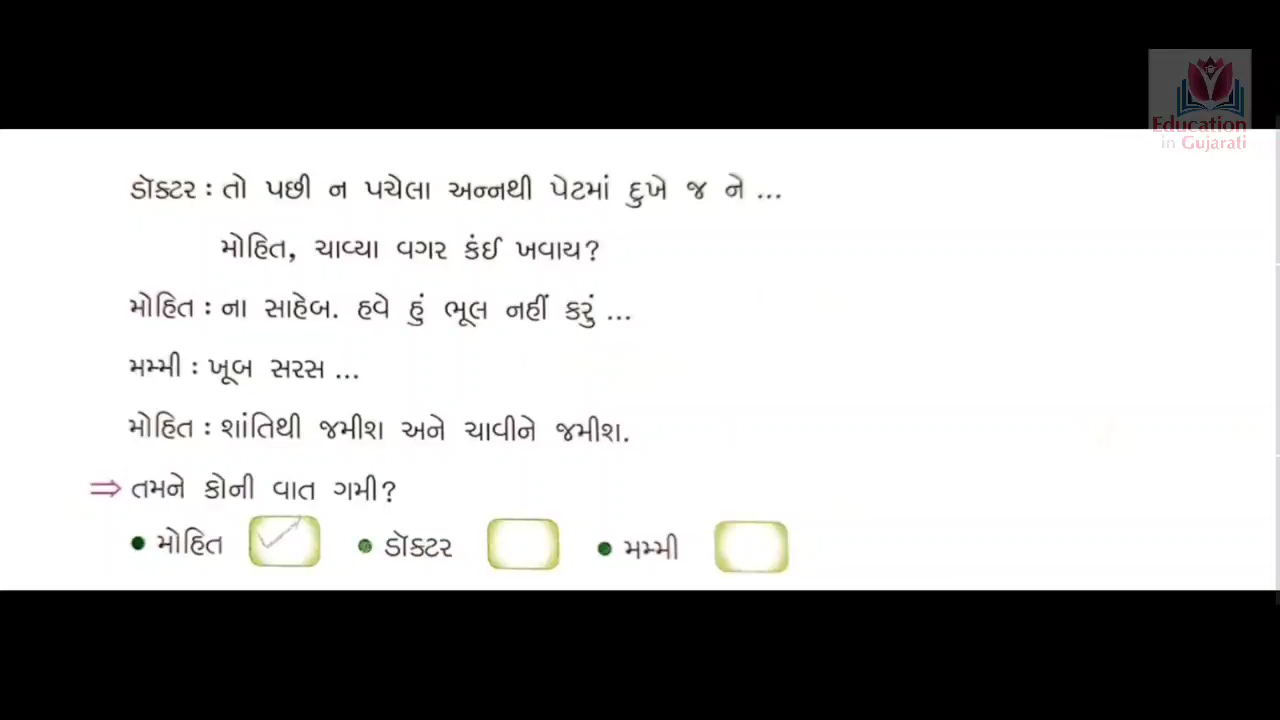 Education
in Gujarati
ડૉક્ટર : તો પછી ન પચેલા અન્નથી પેટમાં દુખે જ ને ...
મોહિત, ચાવ્યા વગર કંઈ ખવાય?
મોહિત : ના સાહેબ. હવે હું ભૂલ નહીં કરું ...
મમ્મી : ખૂબ સરસ ...
મોહિત : શાંતિથી જમીશ અને ચાવીને જમીશ.
⇒ તમને કોની વાત ગમી?
• મોહિત ✓ • ડૉક્ટર • મમ્મી